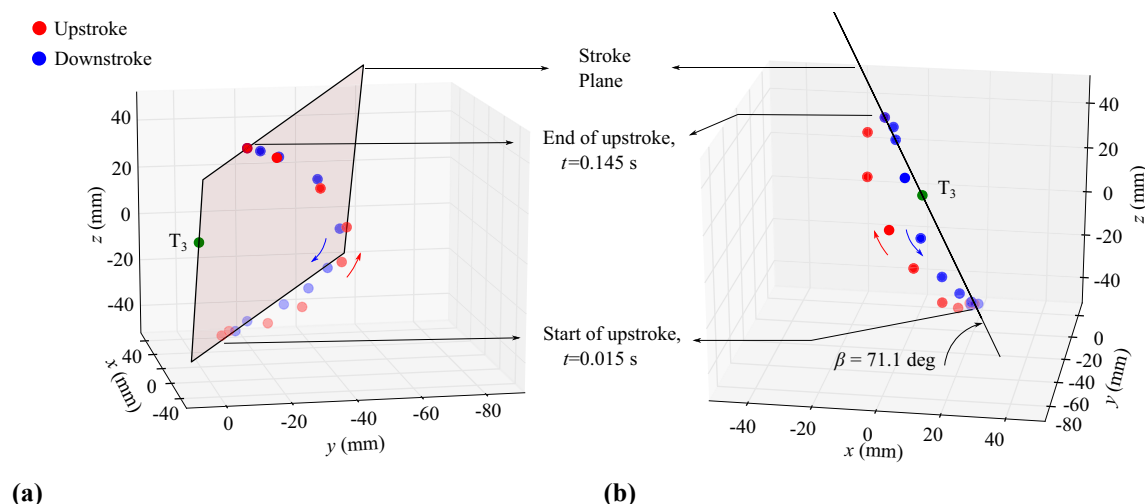 Upstroke
Downstroke
Stroke
Plane
End of upstroke,
t=0.145 s
Start of upstroke,
t=0.015 s
40
20
0
-20
-40
z (mm)
T3
40
0
-40
x (mm)
0
-20
-40
-60
-80
y (mm)
(a)
40
20
0
-20
-40
z (mm)
T3
β = 71.1 deg
-40
-20
0
20
40
x (mm)
0
-20
-40
-60
-80
y (mm)
(b)